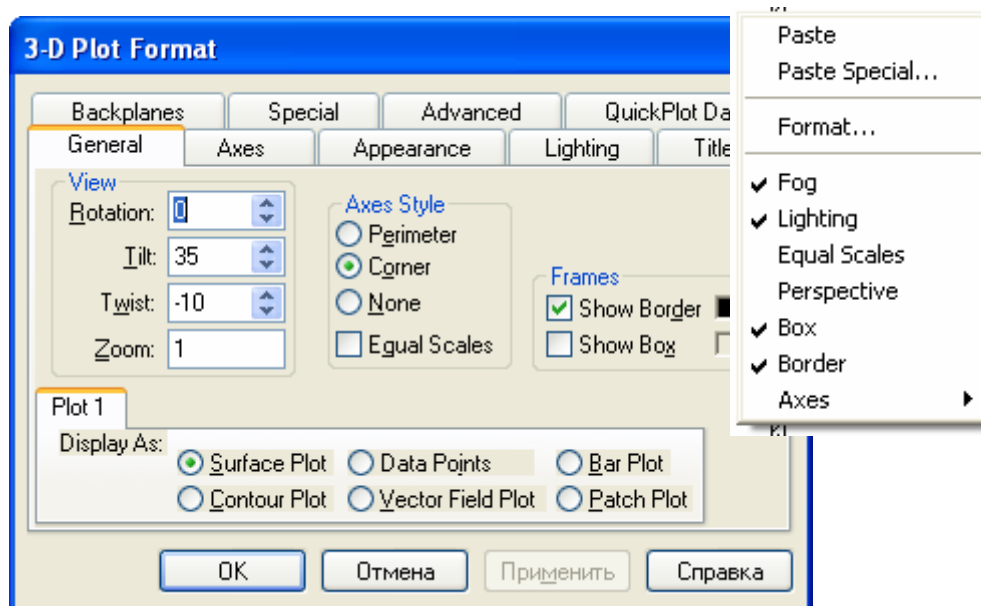 3-D Plot Format
Backplanes Special Advanced QuickPlot Da
General Axes Appearance Lighting Title
View
Rotation: 0
Tilt: 35
Twist: -10
Zoom: 1
Axes Style
Perimeter
Corner
None
Equal Scales
Frames
Show Border
Show Box
Plot 1
Display As:
Surface Plot Data Points Bar Plot
Contour Plot Vector Field Plot Patch Plot
OK Отмена Применить Справка
Paste
Paste Special...
Format...
Fog
Lighting
Equal Scales
Perspective
Box
Border
Axes